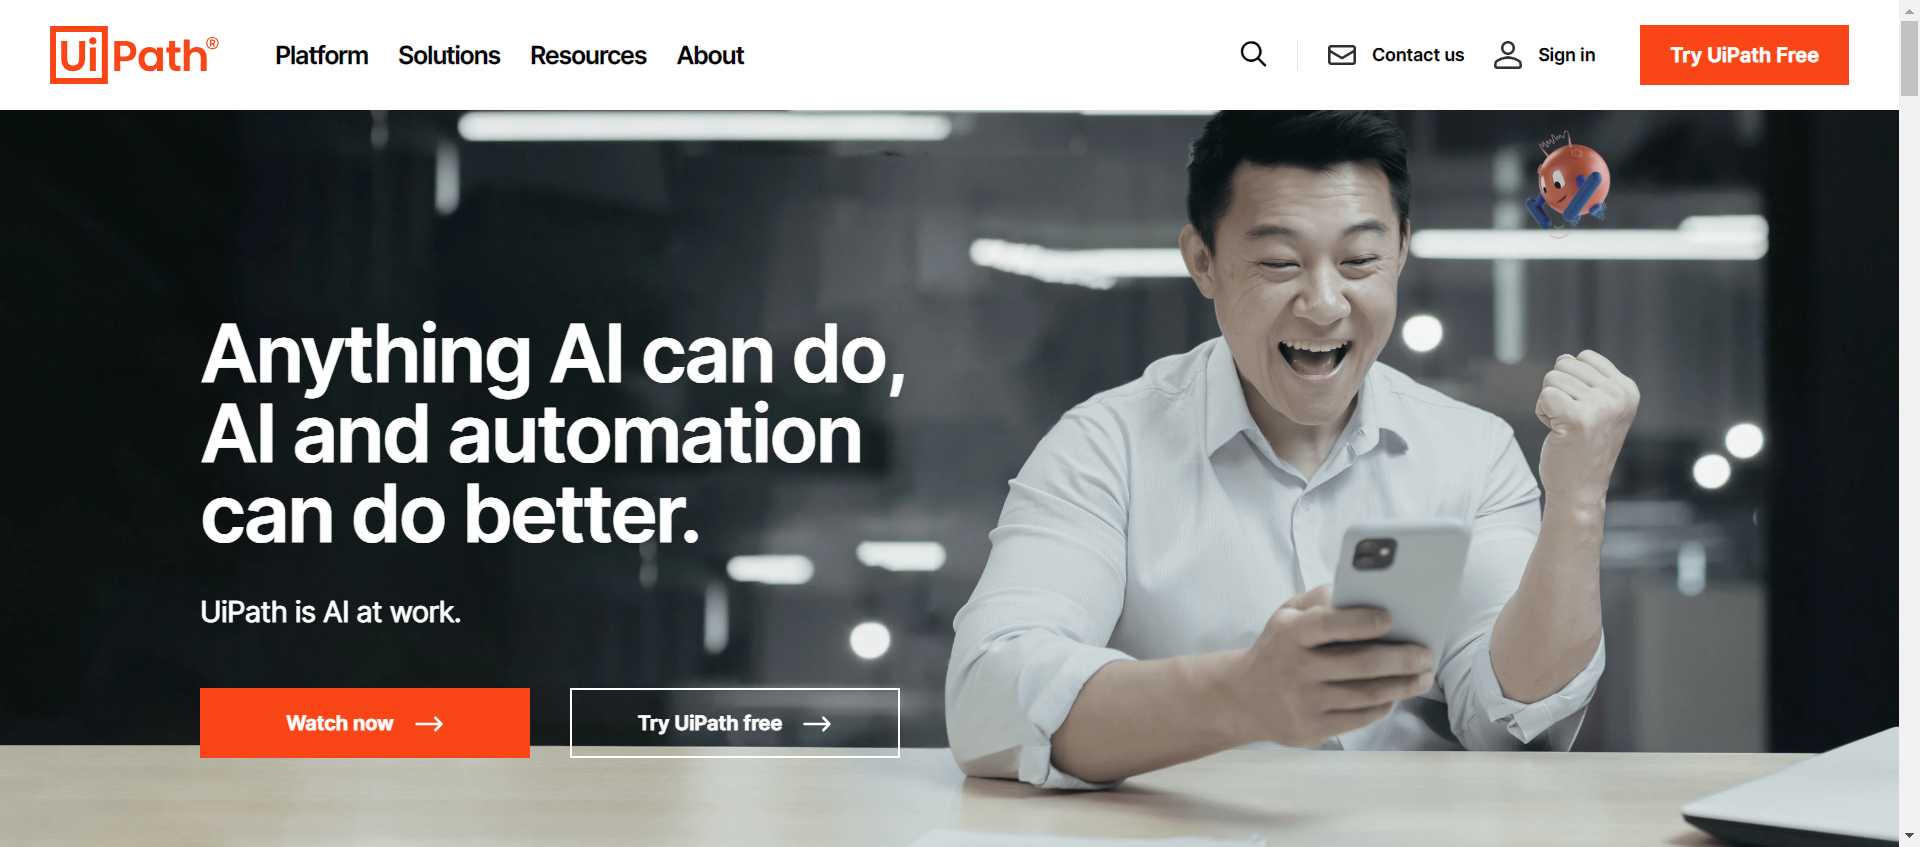 UiPath®
Platform
Solutions
Resources
About
Contact us
Sign in
Try UiPath Free
Anything AI can do,
AI and automation
can do better.
UiPath is AI at work.
Watch now
Try UiPath free